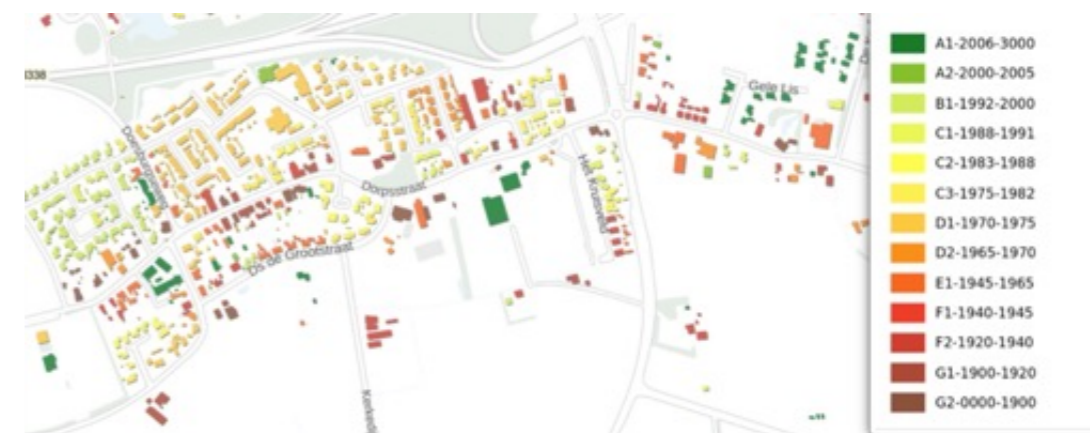 Gele Lis
Dorpsstraat
Het Kruisveld
Ds de Grootstraat
A1-2006-3000
A2-2000-2005
B1-1992-2000
C1-1988-1991
C2-1983-1988
C3-1975-1982
D1-1970-1975
D2-1965-1970
E1-1945-1965
F1-1940-1945
F2-1920-1940
G1-1900-1920
G2-0000-1900